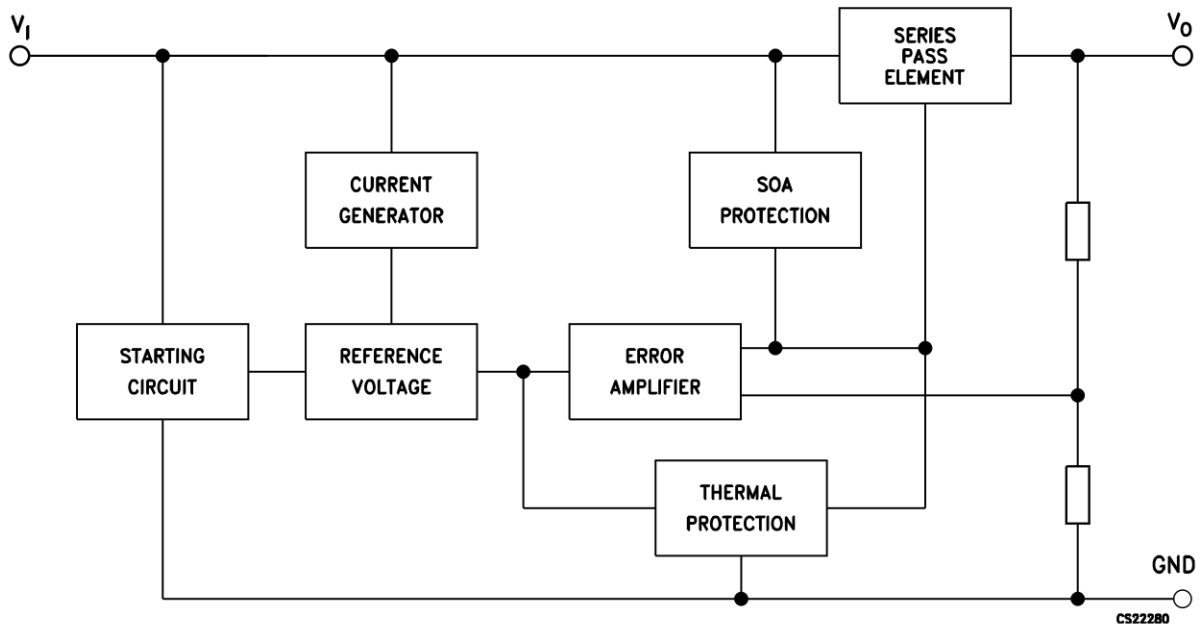 V_I
V_O
SERIES
PASS
ELEMENT
CURRENT
GENERATOR
SOA
PROTECTION
STARTING
CIRCUIT
REFERENCE
VOLTAGE
ERROR
AMPLIFIER
THERMAL
PROTECTION
GND
CS22280